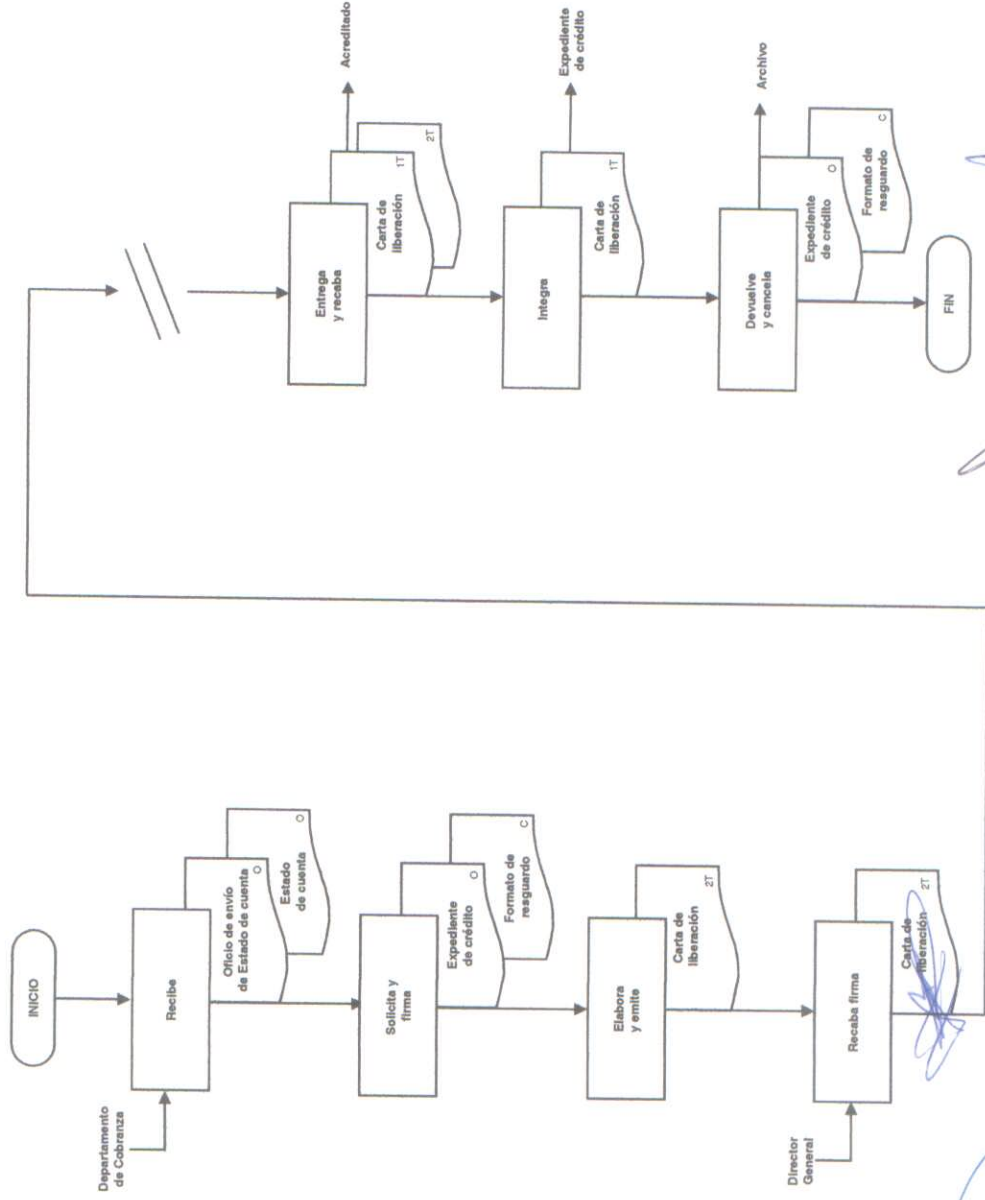 INICIO
Departamento
de Cobranza
Recibe
Oficio de envío
de Estado de cuenta
O
Estado
de cuenta
O
Solicita y
firma
Expediente
de crédito
O
Formato de
resguardo
C
Elabora
y emite
Carta de
liberación
2T
Director
General
Recaba firma
Carta de
liberación
2T
Entrega
y recaba
Carta de
liberación
1T
2T
Acreditado
Integra
Carta de
liberación
1T
Expediente
de crédito
Devuelve
y cancela
Expediente
de crédito
O
Formato de
resguardo
C
Archivo
FIN